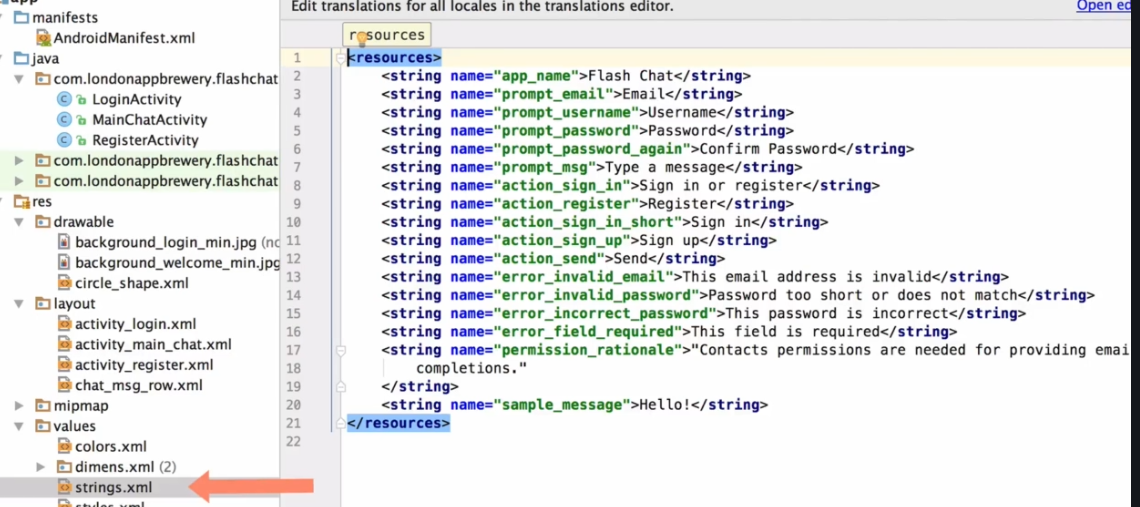 app
Edit translations for all locales in the translations editor.
Open ed
manifests
AndroidManifest.xml
java
com.londonappbrewery.flashchat
LoginActivity
MainChatActivity
RegisterActivity
com.londonappbrewery.flashchat
com.londonappbrewery.flashchat
res
drawable
background_login_min.jpg (no
background_welcome_min.jpg
circle_shape.xml
layout
activity_login.xml
activity_main_chat.xml
activity_register.xml
chat_msg_row.xml
mipmap
values
colors.xml
dimens.xml (2)
strings.xml
styles.xml
resources
1 <resources>
2 <string name="app_name">Flash Chat</string>
3 <string name="prompt_email">Email</string>
4 <string name="prompt_username">Username</string>
5 <string name="prompt_password">Password</string>
6 <string name="prompt_password_again">Confirm Password</string>
7 <string name="prompt_msg">Type a message</string>
8 <string name="action_sign_in">Sign in or register</string>
9 <string name="action_register">Register</string>
10 <string name="action_sign_in_short">Sign in</string>
11 <string name="action_sign_up">Sign up</string>
12 <string name="action_send">Send</string>
13 <string name="error_invalid_email">This email address is invalid</string>
14 <string name="error_invalid_password">Password too short or does not match</string>
15 <string name="error_incorrect_password">This password is incorrect</string>
16 <string name="error_field_required">This field is required</string>
17 <string name="permission_rationale">"Contacts permissions are needed for providing emai
18 completions."
19 </string>
20 <string name="sample_message">Hello!</string>
21 </resources>
22